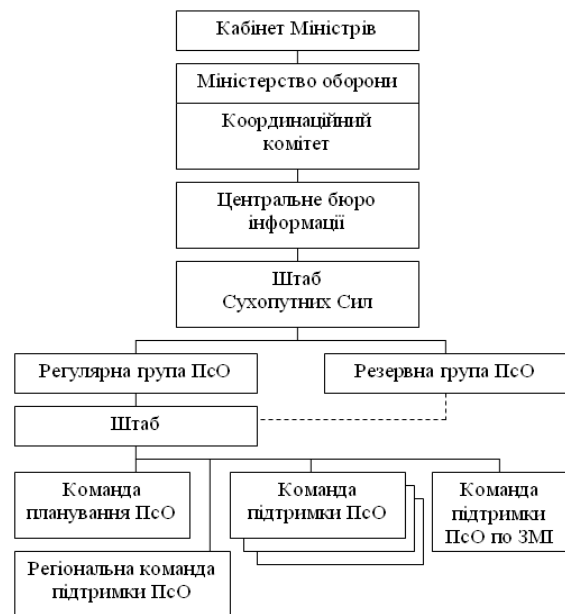 Кабінет Міністрів
Міністерство оборони
Координаційний
комітет
Центральне бюро
інформації
Штаб
Сухопутних Сил
Регулярна група ПсО
Резервна група ПсО
Штаб
Команда
планування ПсО
Команда
підтримки ПсО
Команда
підтримки
ПсО по ЗМІ
Регіональна команда
підтримки ПсО